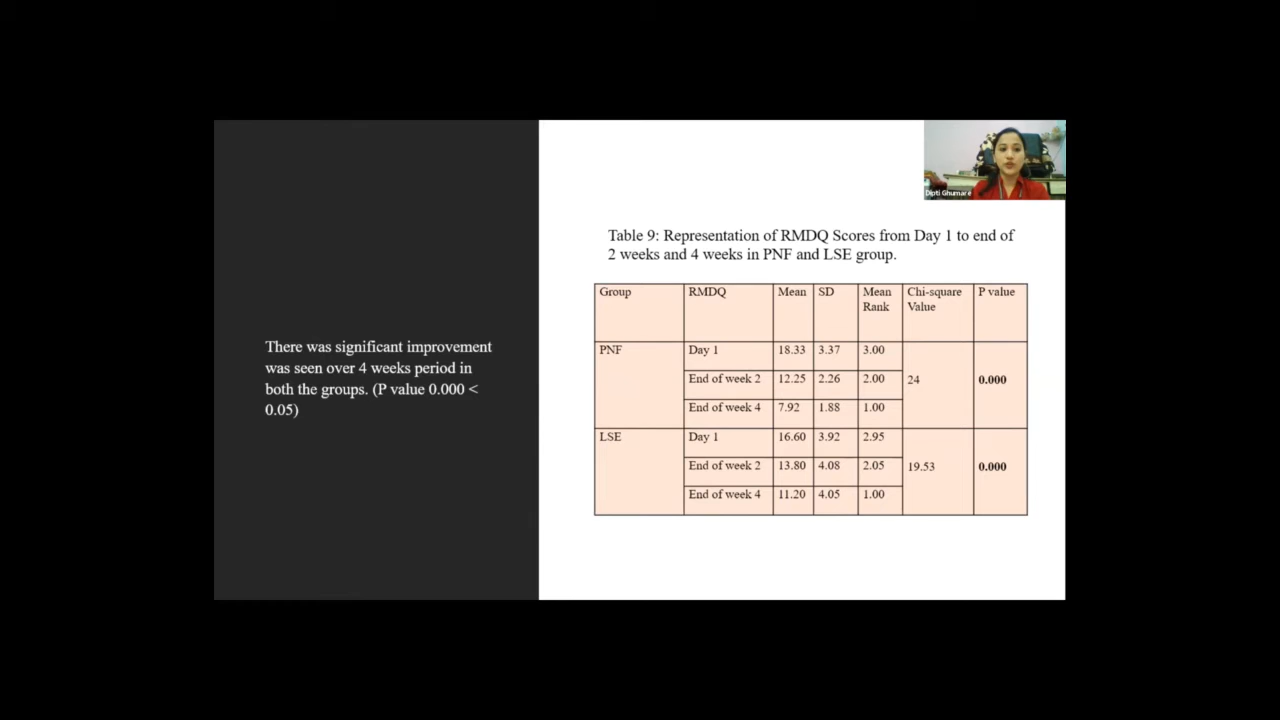 Dipti Ghumare
There was significant improvement
was seen over 4 weeks period in
both the groups. (P value 0.000 <
0.05)
Table 9: Representation of RMDQ Scores from Day 1 to end of
2 weeks and 4 weeks in PNF and LSE group.
Group RMDQ Mean SD Mean Rank Chi-square Value P value
PNF Day 1 18.33 3.37 3.00
End of week 2 12.25 2.26 2.00 24 0.000
End of week 4 7.92 1.88 1.00
LSE Day 1 16.60 3.92 2.95
End of week 2 13.80 4.08 2.05 19.53 0.000
End of week 4 11.20 4.05 1.00